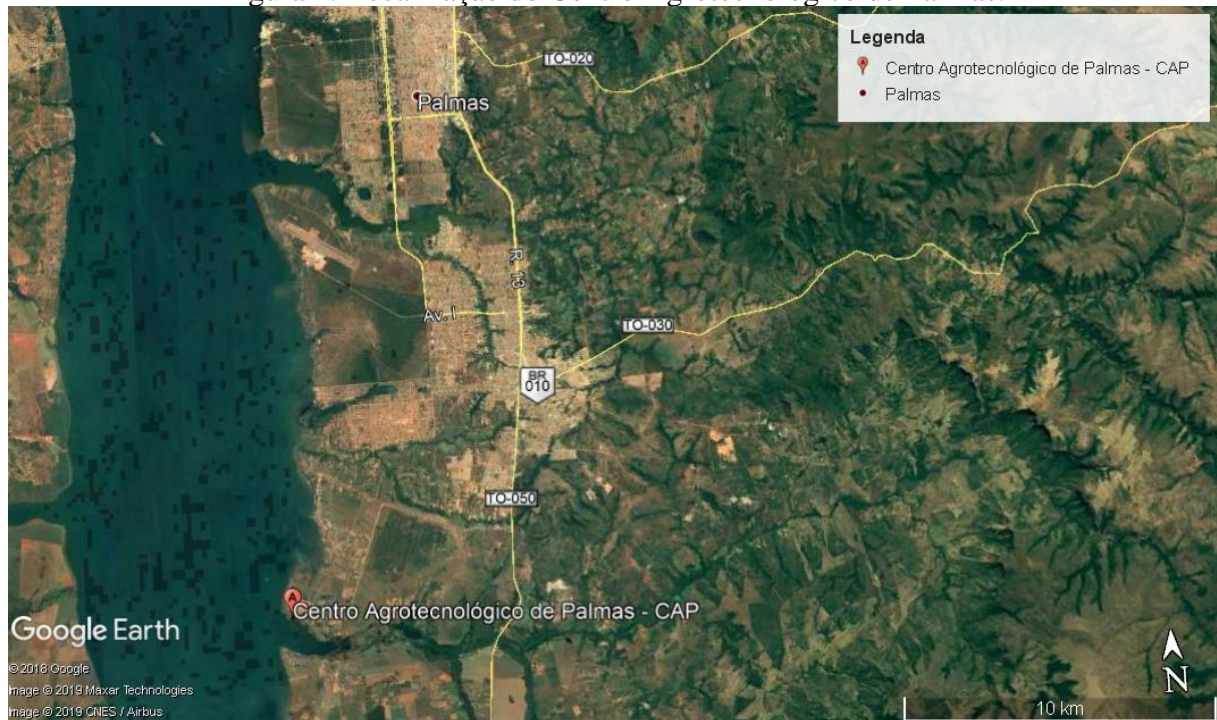 Legenda
Centro Agrotecnológico de Palmas - CAP
Palmas
TO-020
Palmas
R. 13
Av. I
TO-030
BR
010
TO-050
A
Centro Agrotecnológico de Palmas - CAP
Google Earth
© 2018 Google
Image © 2019 Maxar Technologies
Image © 2019 CNES / Airbus
N
10 km